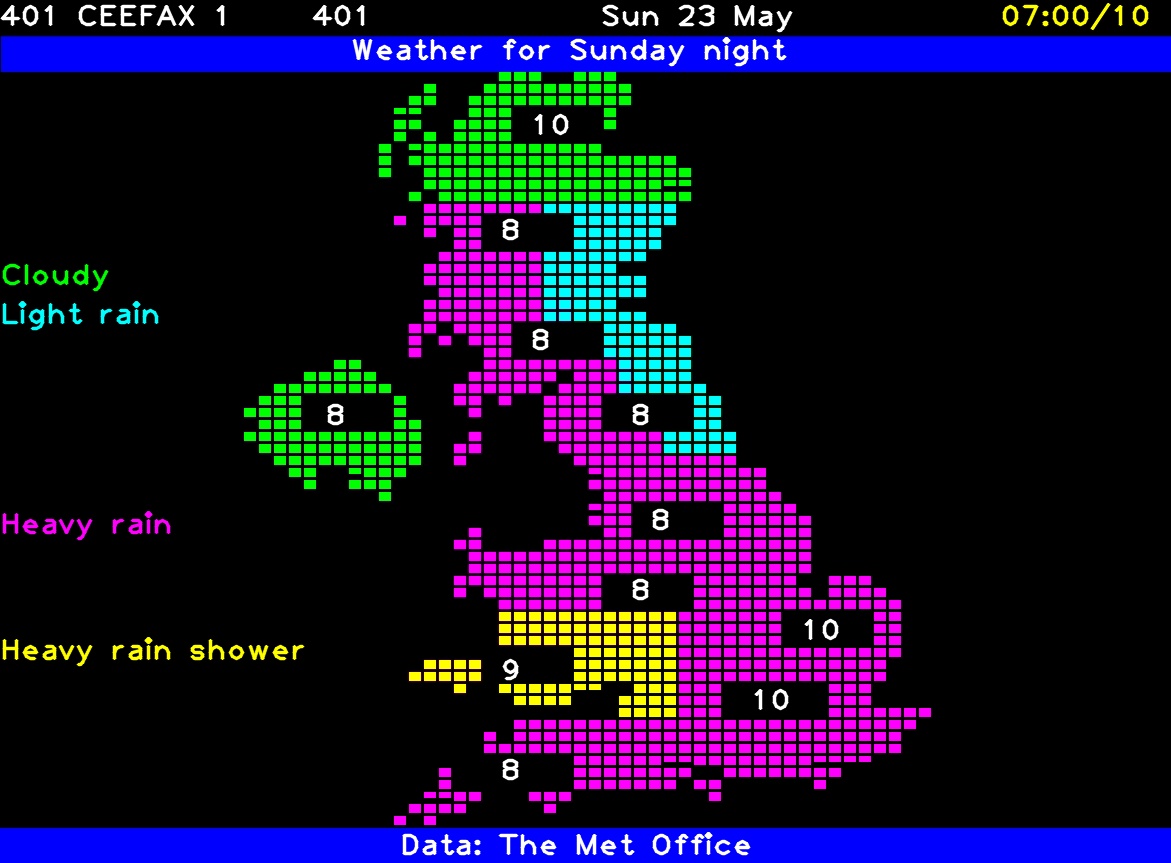 401 CEEFAX 1 401 Sun 23 May 07:00/10
Weather for Sunday night
10
8
Cloudy
Light rain
8
8
8
Heavy rain
8
8
10
Heavy rain shower
9
10
8
Data: The Met Office